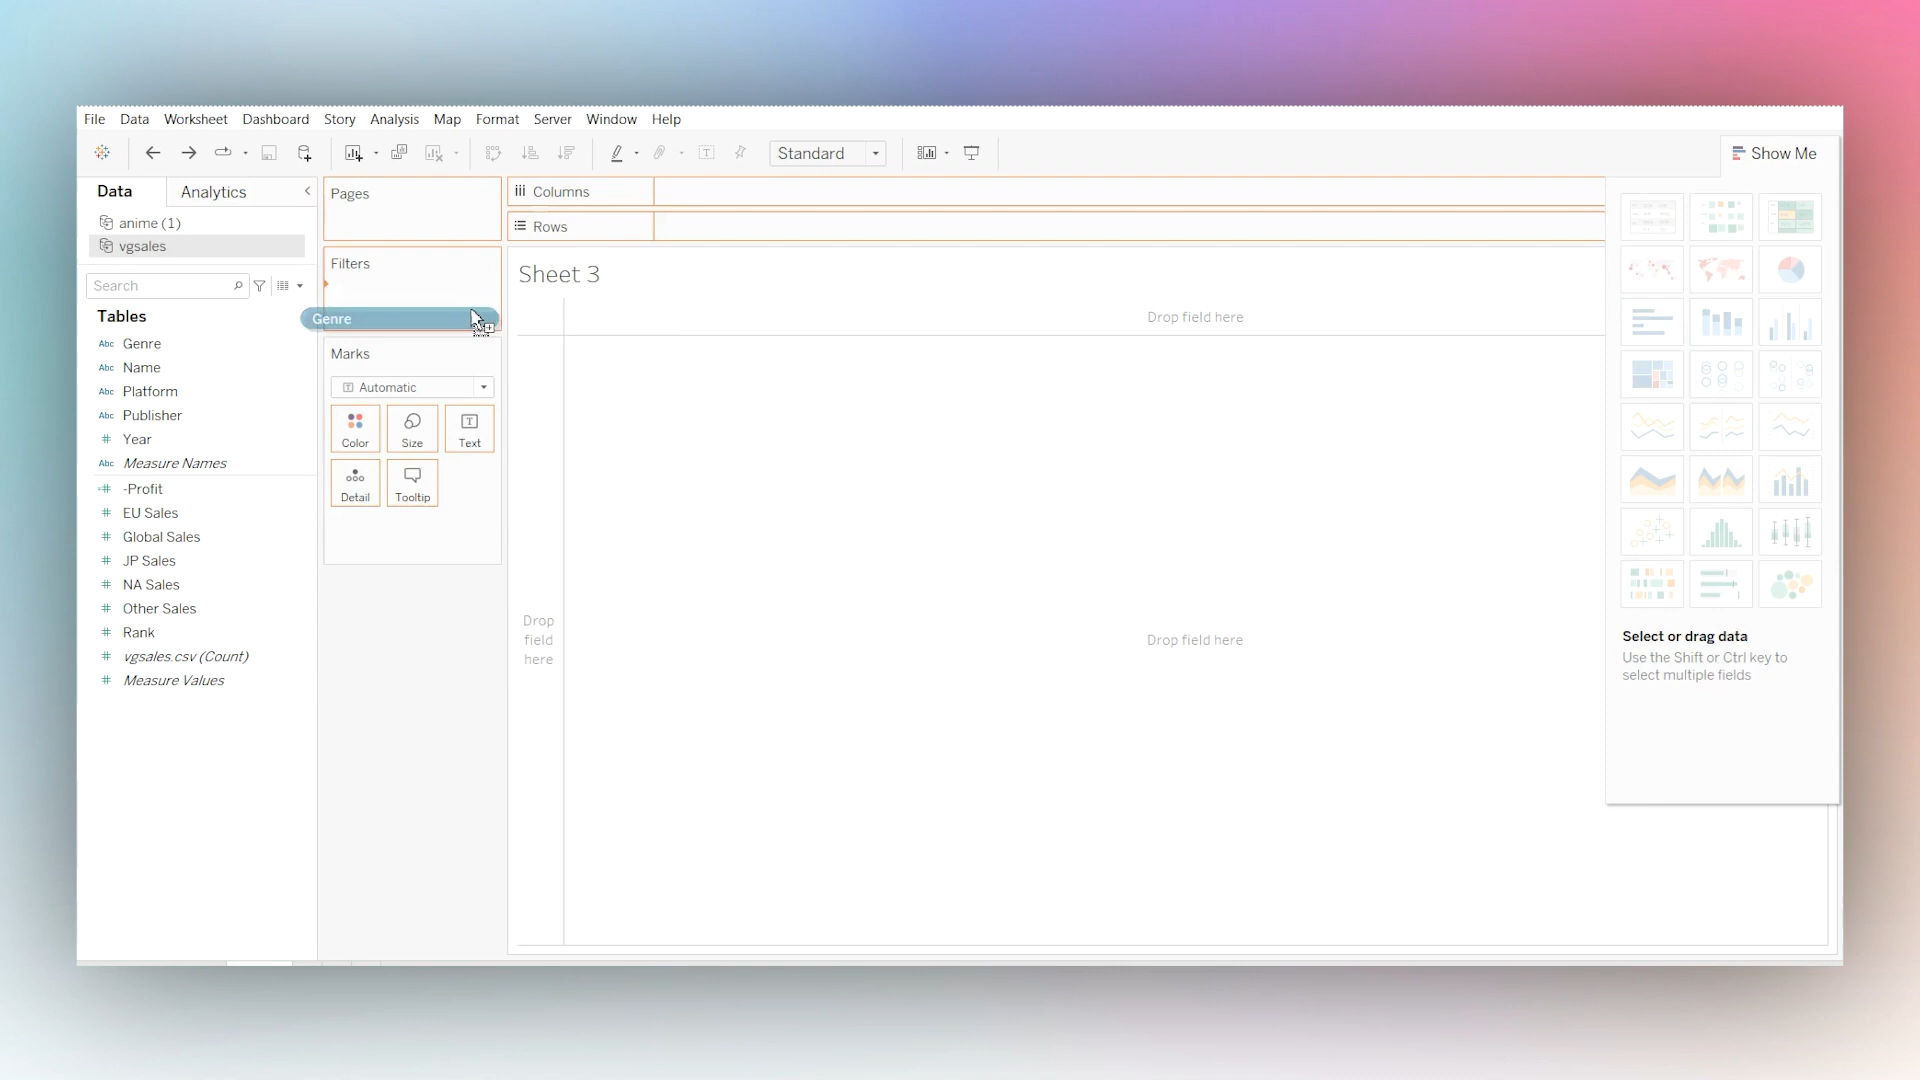 File Data Worksheet Dashboard Story Analysis Map Format Server Window Help
Standard
Show Me
Data Analytics
anime (1)
vgsales
Search
Tables
Abc Genre
Abc Name
Abc Platform
Abc Publisher
# Year
Abc Measure Names
=# -Profit
# EU Sales
# Global Sales
# JP Sales
# NA Sales
# Other Sales
# Rank
# vgsales.csv (Count)
# Measure Values
Pages
Filters
Genre
Marks
Automatic
Color Size Text
Detail Tooltip
Columns
Rows
Sheet 3
Drop field here
Drop
field
here
Drop field here
Select or drag data
Use the Shift or Ctrl key to
select multiple fields